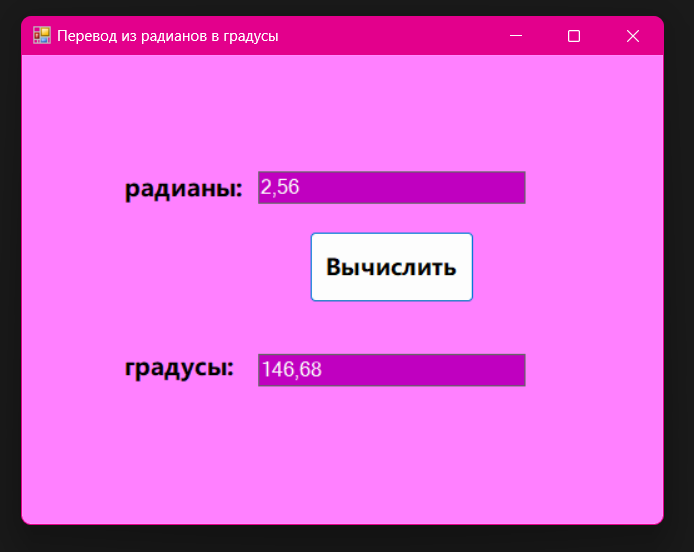 Перевод из радианов в градусы
радианы: 2,56
Вычислить
градусы: 146,68